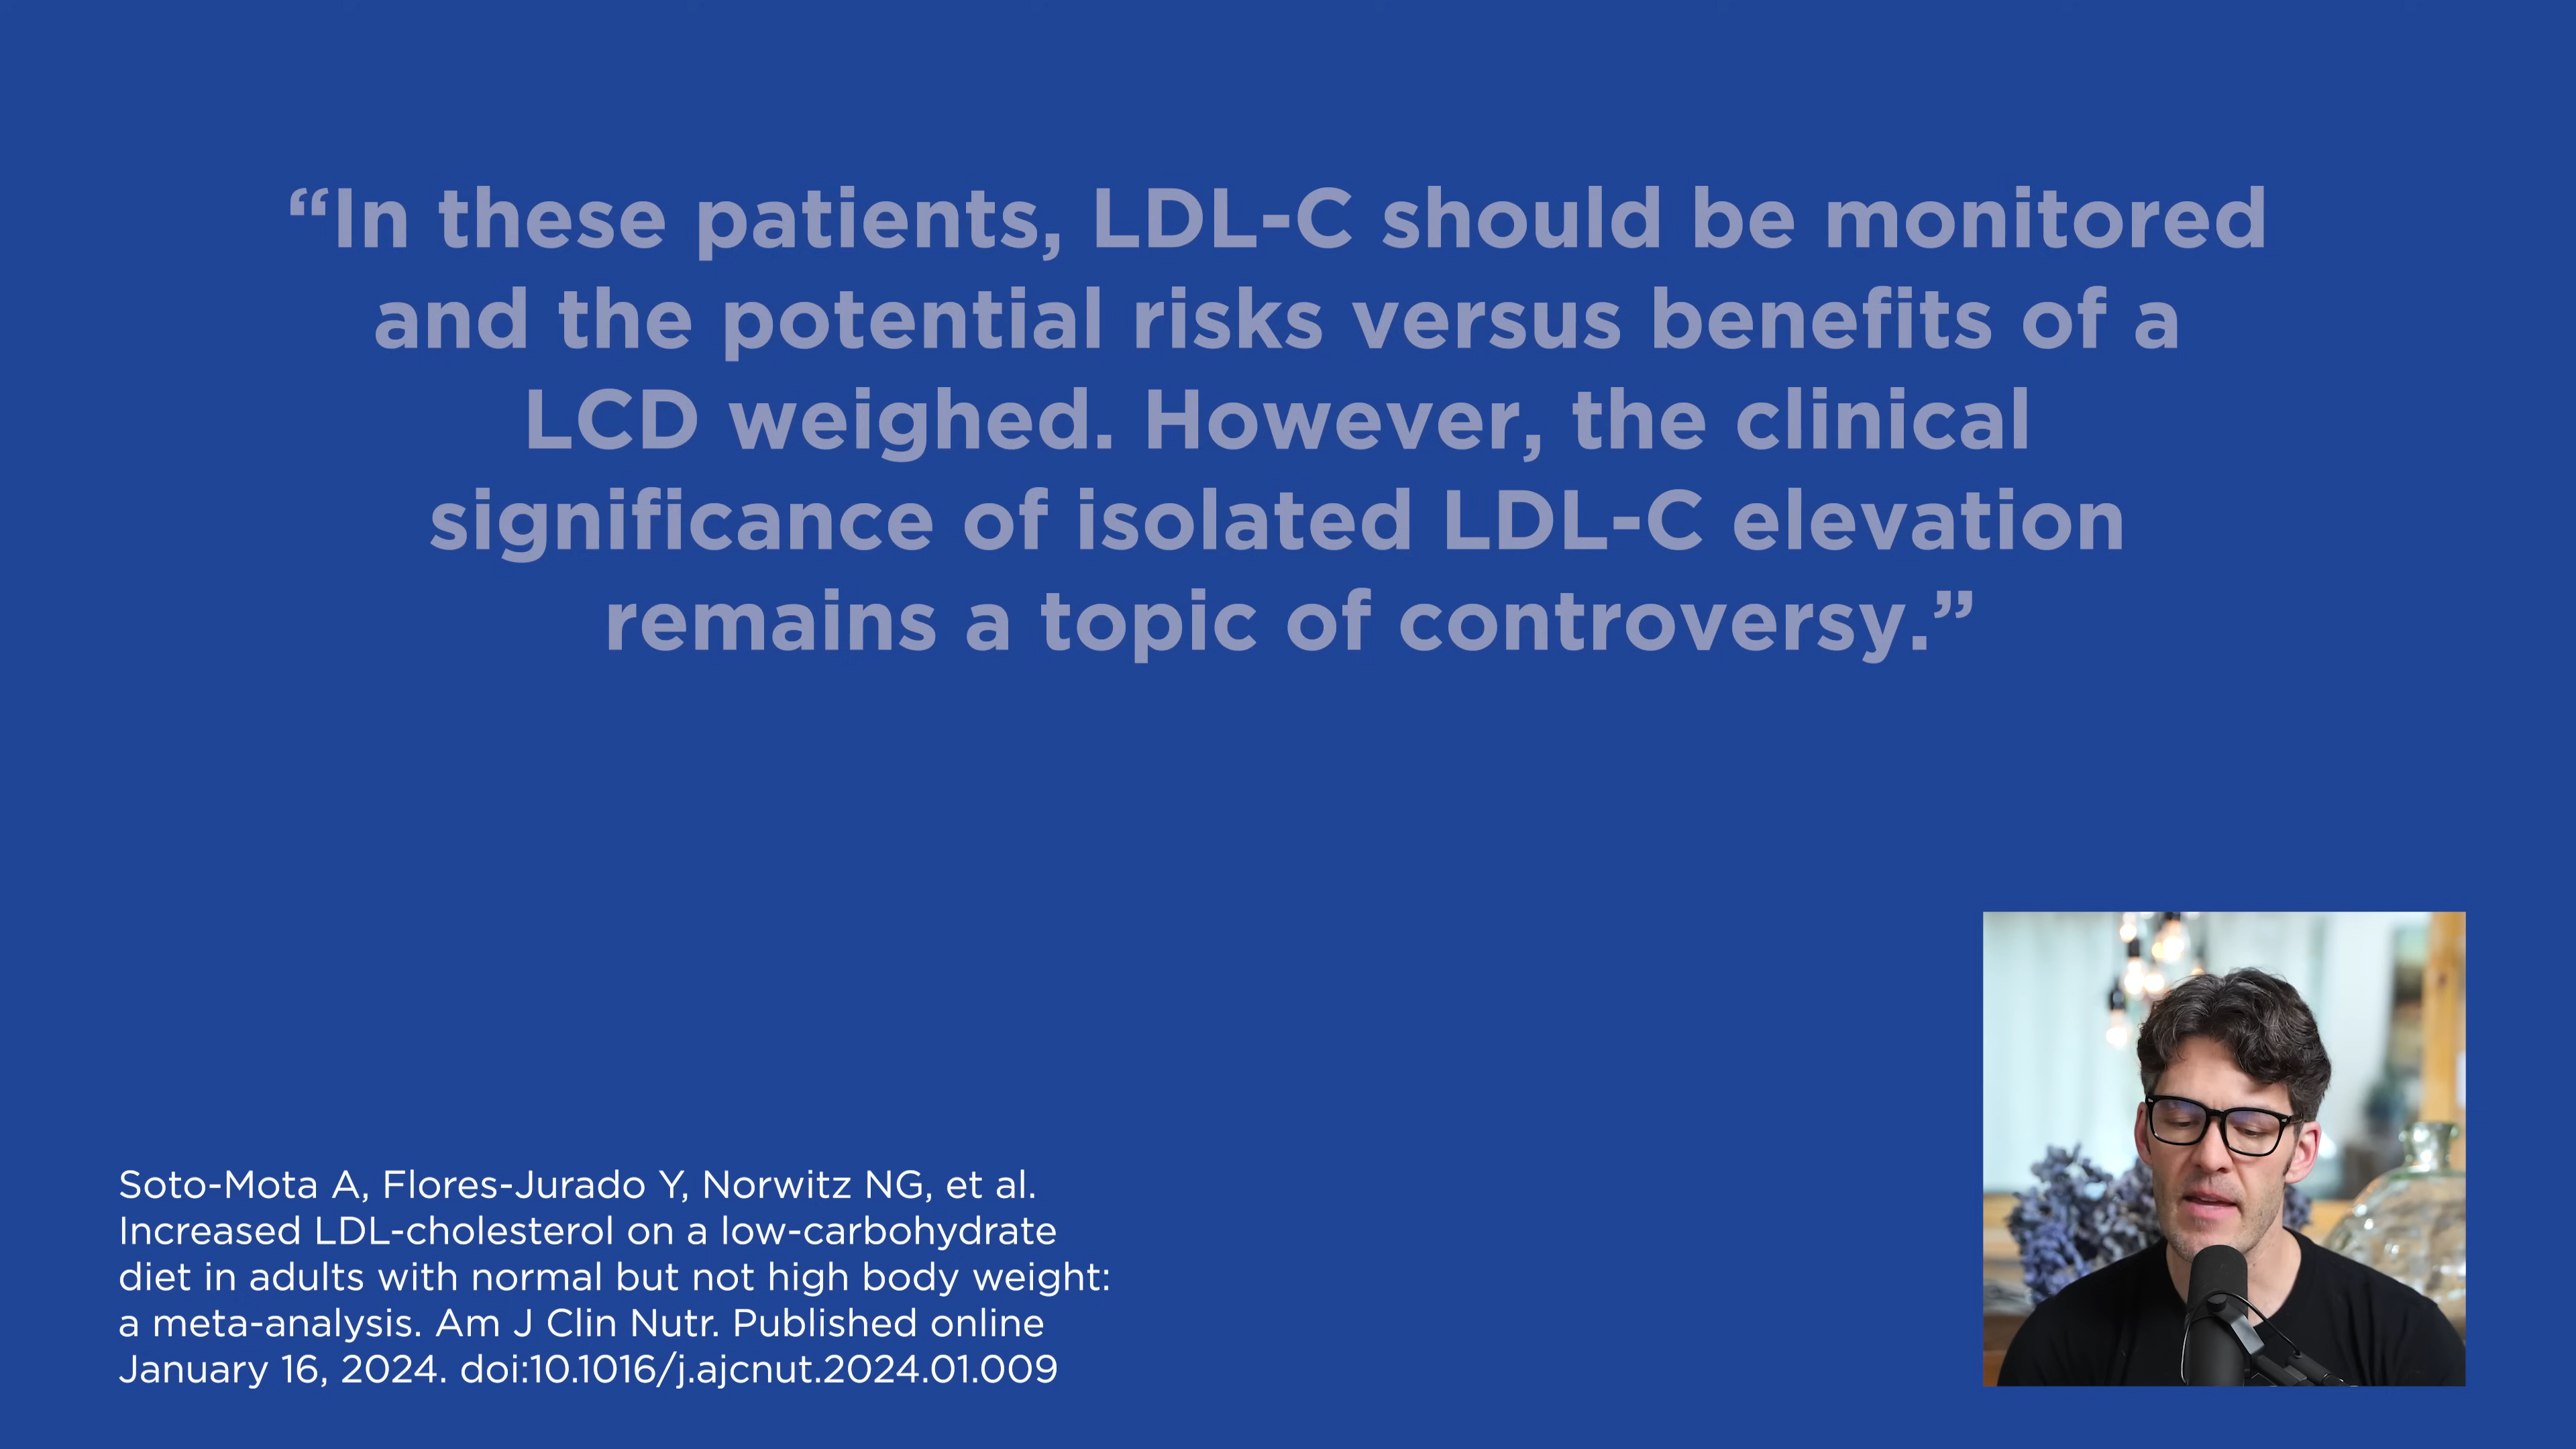 “In these patients, LDL-C should be monitored
and the potential risks versus benefits of a
LCD weighed. However, the clinical
significance of isolated LDL-C elevation
remains a topic of controversy.”
Soto-Mota A, Flores-Jurado Y, Norwitz NG, et al.
Increased LDL-cholesterol on a low-carbohydrate
diet in adults with normal but not high body weight:
a meta-analysis. Am J Clin Nutr. Published online
January 16, 2024. doi:10.1016/j.ajcnut.2024.01.009